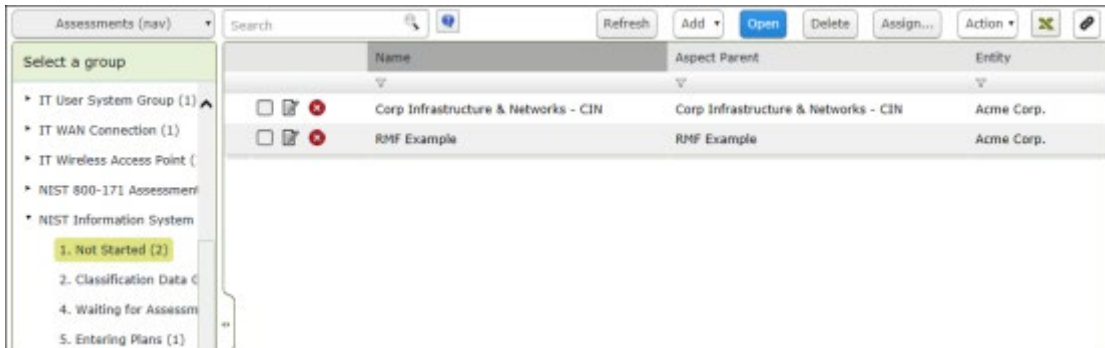 Assessments (nav)
Search
Refresh
Add
Open
Delete
Assign...
Action
Select a group
Name
Aspect Parent
Entity
IT User System Group (1)
IT WAN Connection (1)
IT Wireless Access Point (
NIST 800-171 Assessment
NIST Information System
1. Not Started (2)
2. Classification Data
4. Waiting for Assessm
5. Entering Plans (1)
Corp Infrastructure & Networks - CIN
Corp Infrastructure & Networks - CIN
Acme Corp.
RMF Example
RMF Example
Acme Corp.